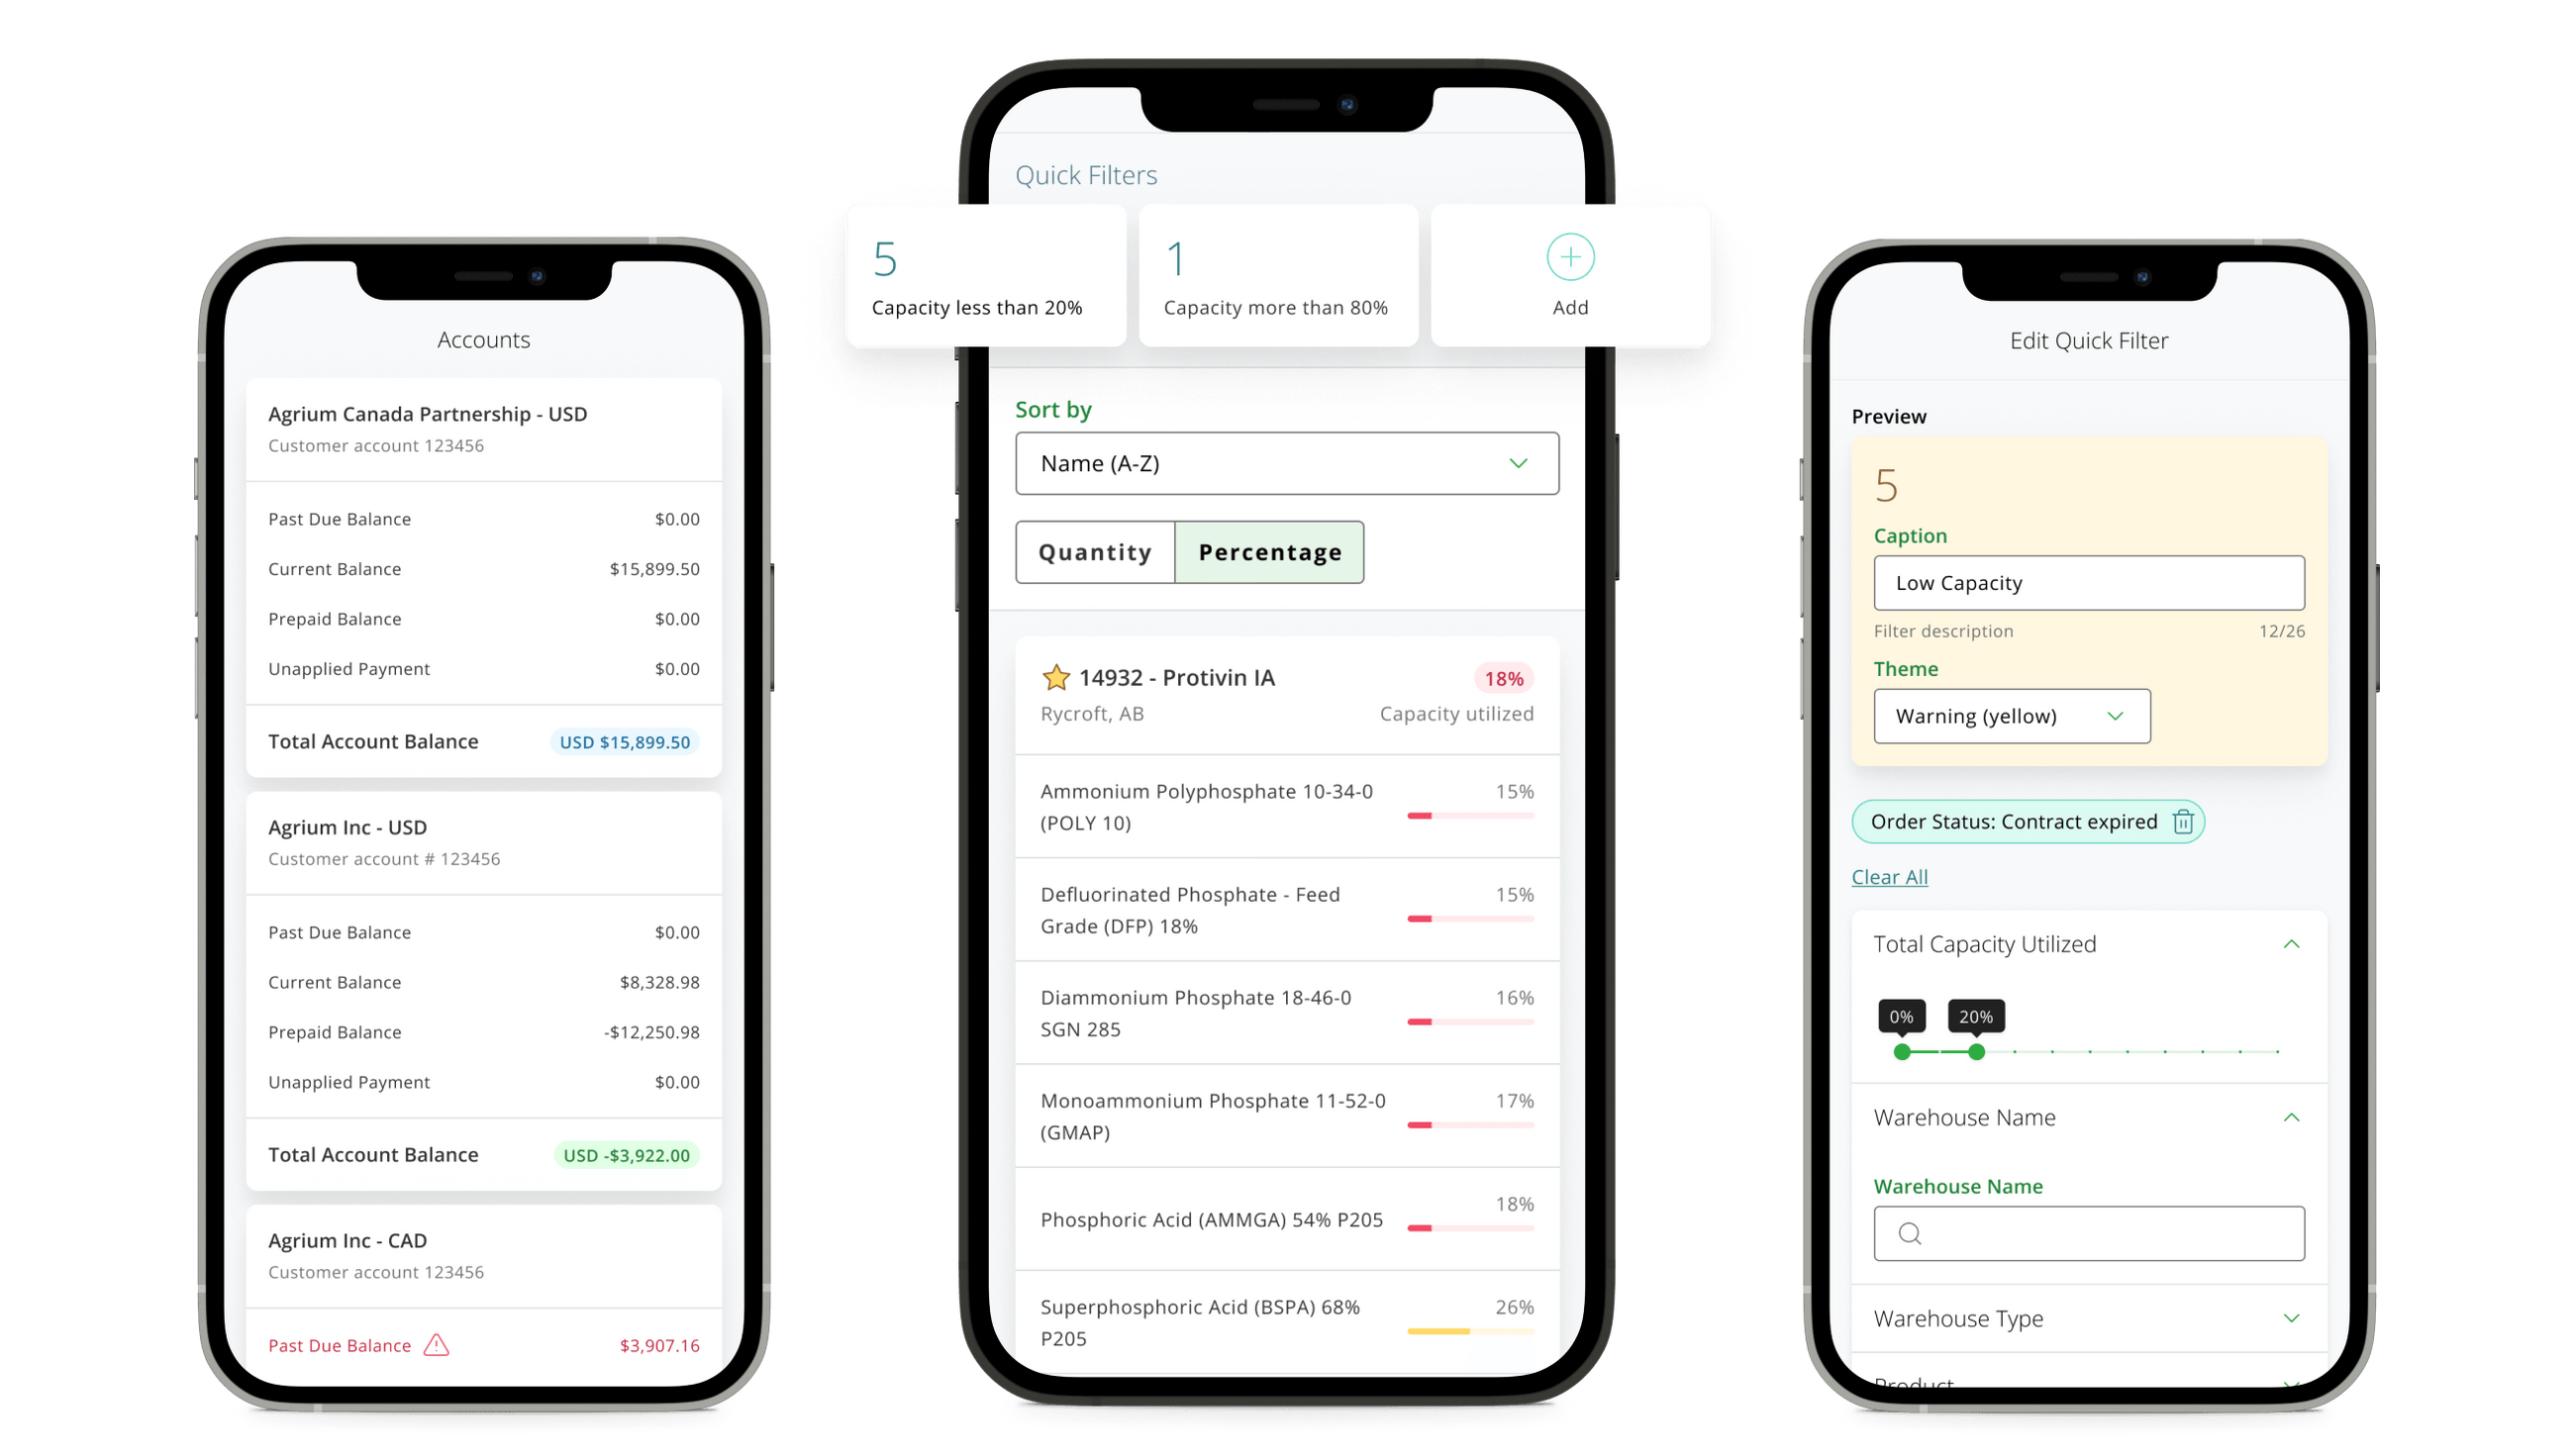 Accounts
Agrium Canada Partnership - USD
Customer account 123456
Past Due Balance $0.00
Current Balance $15,899.50
Prepaid Balance $0.00
Unapplied Payment $0.00
Total Account Balance USD $15,899.50
Agrium Inc - USD
Customer account # 123456
Past Due Balance $0.00
Current Balance $8,328.98
Prepaid Balance -$12,250.98
Unapplied Payment $0.00
Total Account Balance USD -$3,922.00
Agrium Inc - CAD
Customer account 123456
Past Due Balance $3,907.16
Quick Filters
5
Capacity less than 20%
1
Capacity more than 80%
Add
Sort by
Name (A-Z)
Quantity Percentage
14932 - Protivin IA 18%
Rycroft, AB Capacity utilized
Ammonium Polyphosphate 10-34-0 15%
(POLY 10)
Defluorinated Phosphate - Feed 15%
Grade (DFP) 18%
Diammonium Phosphate 18-46-0 16%
SGN 285
Monoammonium Phosphate 11-52-0 17%
(GMAP)
Phosphoric Acid (AMMGA) 54% P205 18%
Superphosphoric Acid (BSPA) 68% 26%
P205
Edit Quick Filter
Preview
5
Caption
Low Capacity
Filter description 12/26
Theme
Warning (yellow)
Order Status: Contract expired
Clear All
Total Capacity Utilized
0% 20%
Warehouse Name
Warehouse Name
Warehouse Type
Product